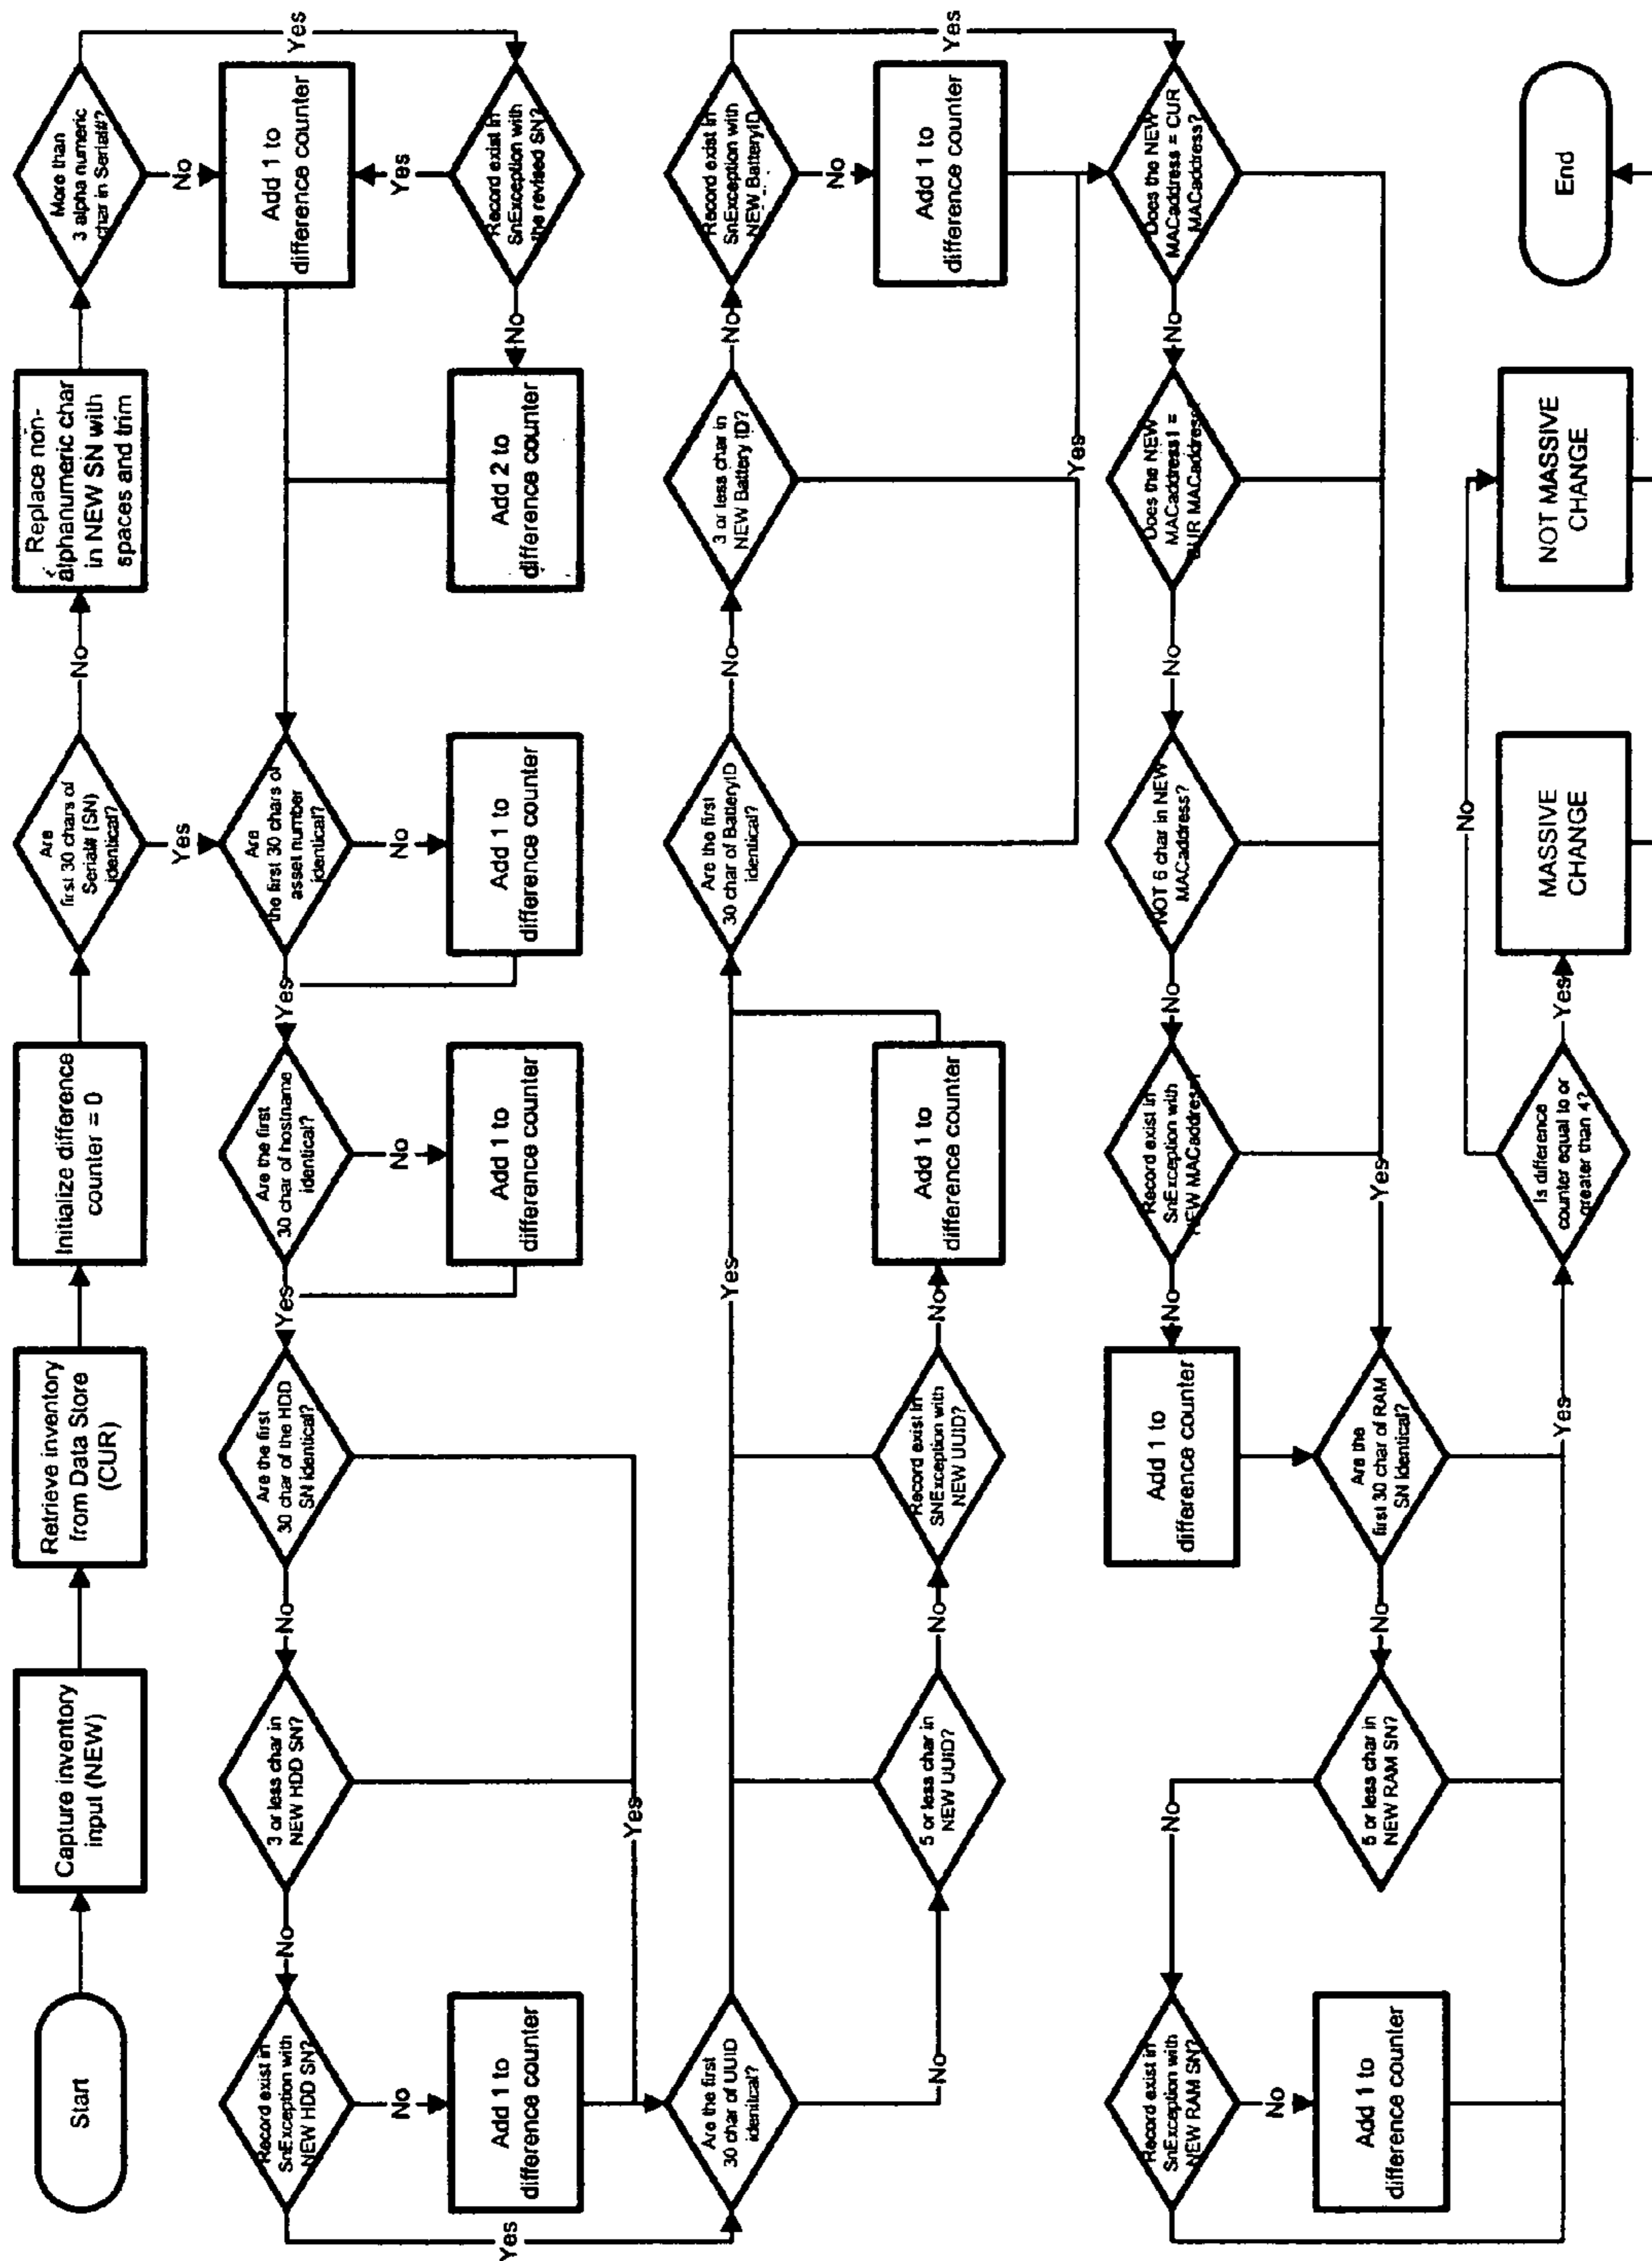 Start
Capture inventory
input (NEW)
Retrieve inventory
from Data Store
(CUR)
Initialize difference
counter = 0
Are
first 30 chars of
Serial# (SN)
identical?
No
Yes
Replace non-
alphanumeric char
in NEW SN with
spaces and trim
More than
3 alpha numeric
char in Serial#?
Yes
No
Add 1 to
difference counter
Yes
Record exist in
SnException with
the revised SN?
No
Add 2 to
difference counter
Are
the first 30 chars of
asset number
identical?
No
Add 1 to
difference counter
Yes
Are the first
30 char of hostname
identical?
No
Add 1 to
difference counter
Yes
Are the first
30 char of the HDD
SN identical?
No
3 or less char in
NEW HDD SN?
No
Record exist in
SnException with
NEW HDD SN?
No
Add 1 to
difference counter
Yes
Yes
Are the first
30 char of UUID
idenitcal?
Yes
No
5 or less char in
NEW UUID?
No
Record exist in
SNException with
NEW UUID?
No
Add 1 to
difference counter
Are the first
30 char of BatteryID
identical?
No
3 or less char in
NEW Battery ID?
No
Record exist in
SnException with
NEW BatteryID
Yes
No
Add 1 to
difference counter
Yes
Does the NEW
MACaddress = CUR
MACaddress?
No
Does the NEW
MACaddress1 =
CUR MACaddress
No
NOT 6 char in NEW
MACaddress?
No
Record exist in
SnException with
NEW MACaddress
No
Add 1 to
difference counter
Yes
Are the
first 30 char of RAM
SN identical?
No
5 or less char in
NEW RAM SN?
No
Record exist in
SnException with
NEW RAM SN?
No
Add 1 to
difference counter
Yes
Is difference
counter equal to or
greater than 4?
Yes
MASSIVE
CHANGE
No
NOT MASSIVE
CHANGE
End